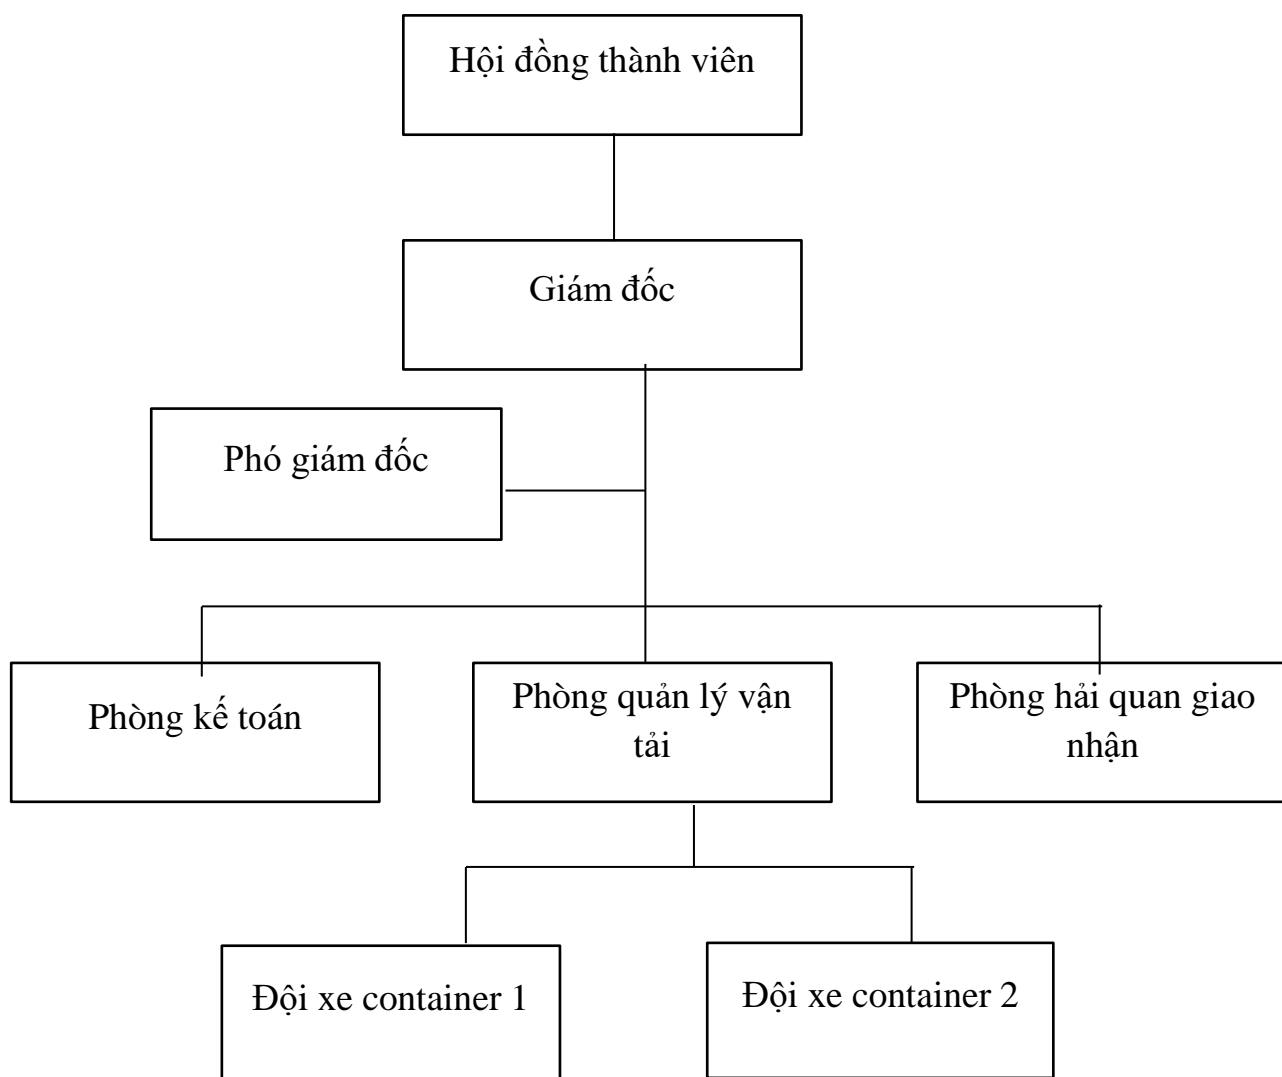 Hội đồng thành viên
Giám đốc
Phó giám đốc
Phòng kế toán
Phòng quản lý vận
tải
Phòng hải quan giao
nhận
Đội xe container 1
Đội xe container 2